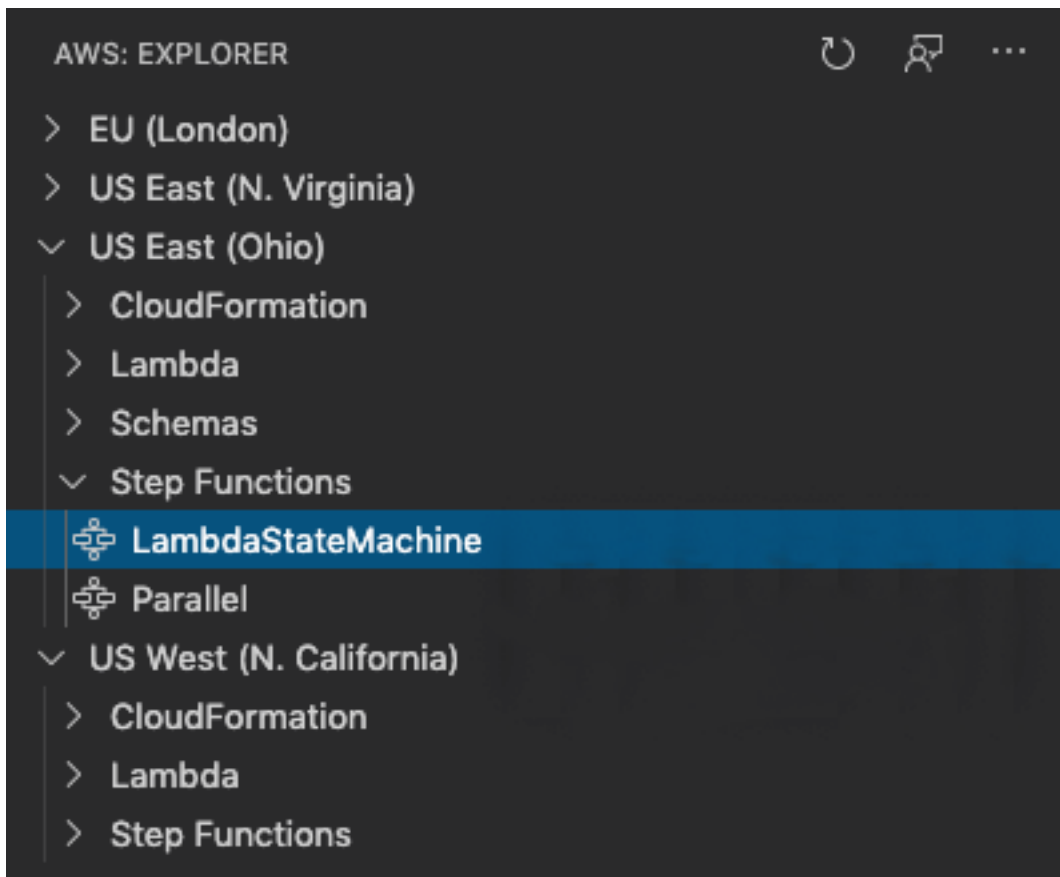 AWS: EXPLORER
EU (London)
US East (N. Virginia)
US East (Ohio)
CloudFormation
Lambda
Schemas
Step Functions
LambdaStateMachine
Parallel
US West (N. California)
CloudFormation
Lambda
Step Functions